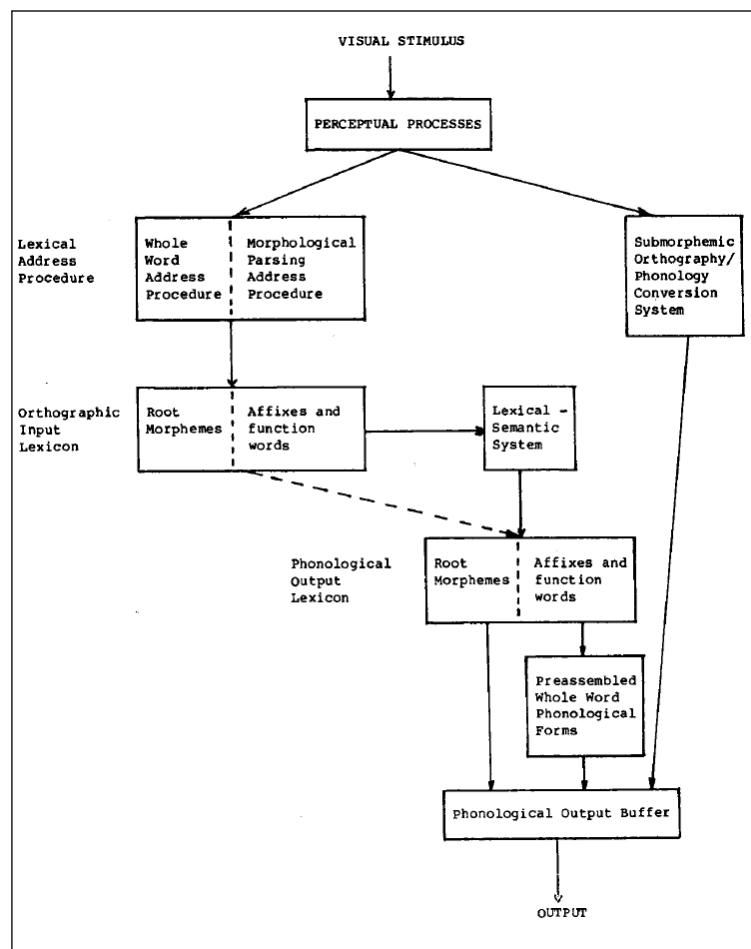 VISUAL STIMULUS
PERCEPTUAL PROCESSES
Lexical
Address
Procedure
Whole
Word
Address
Procedure
Morphological
Parsing
Address
Procedure
Submorphemic
Orthography/
Phonology
Conversion
System
Orthographic
Input
Lexicon
Root
Morphemes
Affixes and
function
words
Lexical –
Semantic
System
Phonological
Output
Lexicon
Root
Morphemes
Affixes and
function
words
Preassembled
Whole Word
Phonological
Forms
Phonological Output Buffer
OUTPUT